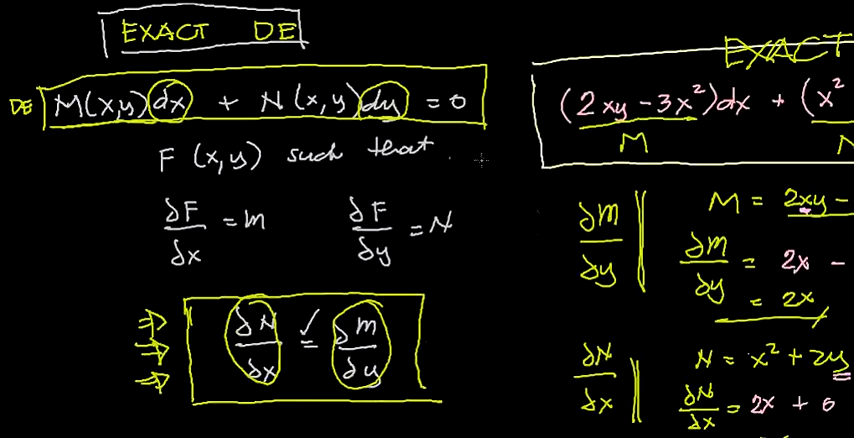 EXACT DE
DE M(x,y)dx + N(x,y)dy = 0
F(x,y) such that
∂F/∂x = M ∂F/∂y = N
⇒ ⇒ ⇒ ∂N/∂x = ✓ ∂M/∂y
EXACT
(2xy - 3x²)dx + (x²
M N
∂M/∂y | M = 2xy -
∂M/∂y = 2x -
= 2x
∂N/∂x | N = x² + 2y
∂N/∂x = 2x + 0